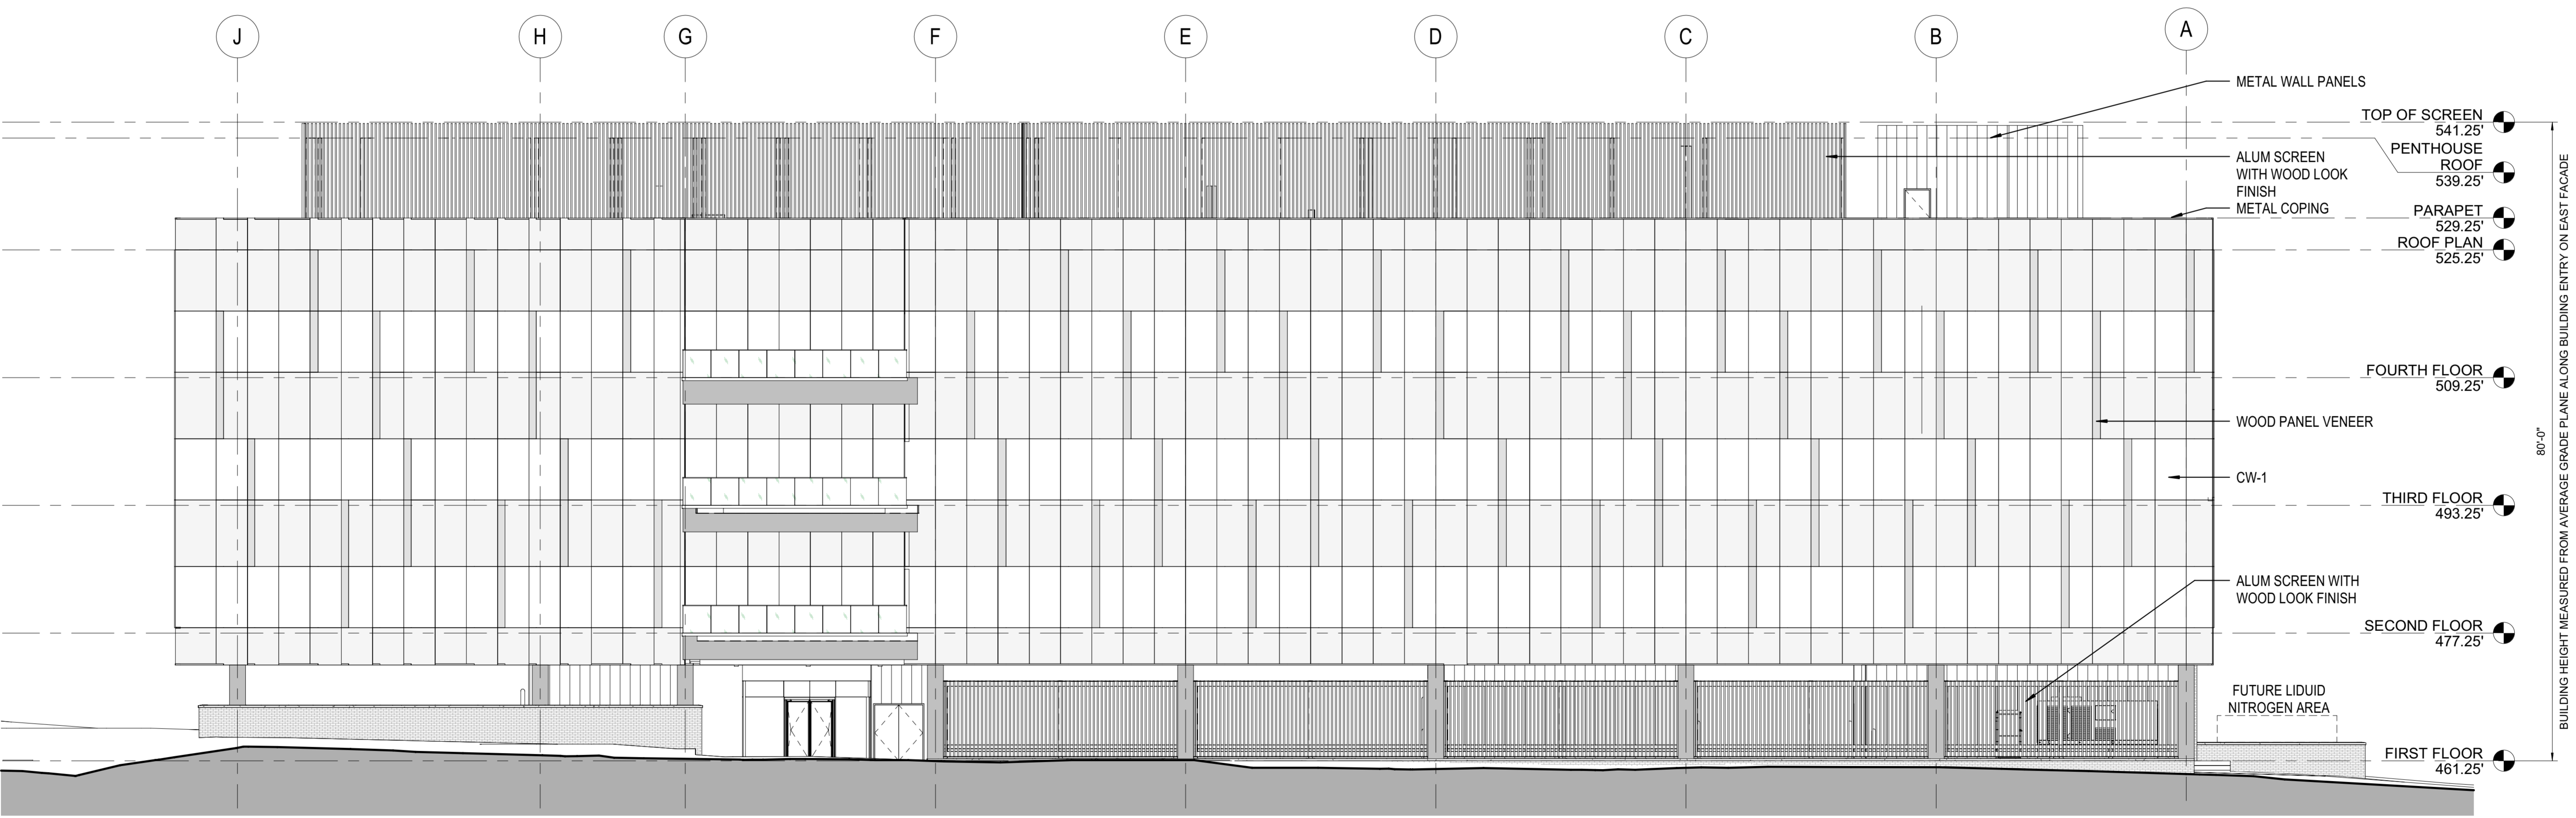 J H G F E D C B A
METAL WALL PANELS
TOP OF SCREEN
541.25'
PENTHOUSE
ROOF
539.25'
ALUM SCREEN
WITH WOOD LOOK
FINISH
METAL COPING
PARAPET
529.25'
ROOF PLAN
525.25'
FOURTH FLOOR
509.25'
WOOD PANEL VENEER
CW-1
THIRD FLOOR
493.25'
ALUM SCREEN WITH
WOOD LOOK FINISH
SECOND FLOOR
477.25'
FUTURE LIDUID
NITROGEN AREA
FIRST FLOOR
461.25'
80'-0"
BUILDING HEIGHT MEASURED FROM AVERAGE GRADE PLANE ALONG BUILDING ENTRY ON EAST FACADE